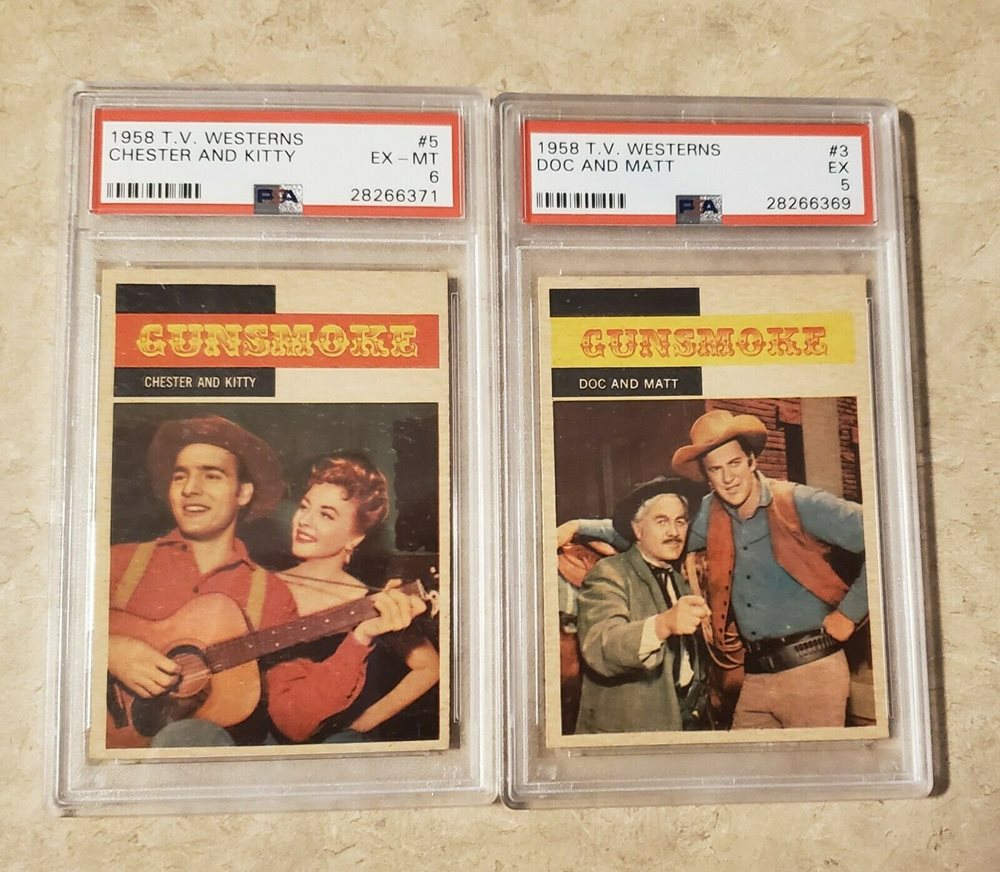 1958 T.V. WESTERNS #5
CHESTER AND KITTY EX - MT
6
PSA 28266371
GUNSMOKE
CHESTER AND KITTY
1958 T.V. WESTERNS #3
DOC AND MATT EX
5
PSA 28266369
GUNSMOKE
DOC AND MATT